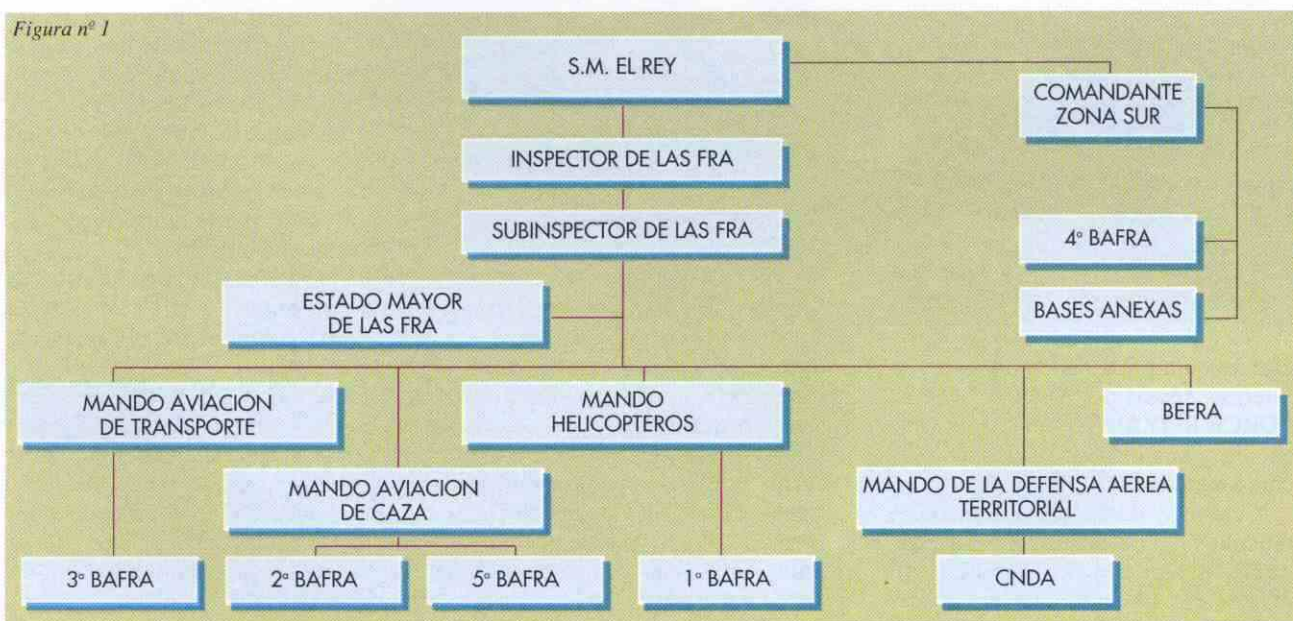 Figura nº 1
S.M. EL REY
COMANDANTE
ZONA SUR
INSPECTOR DE LAS FRA
SUBINSPECTOR DE LAS FRA
4º BAFRA
ESTADO MAYOR
DE LAS FRA
BASES ANEXAS
MANDO AVIACION
DE TRANSPORTE
MANDO
HELICOPTEROS
BEFRA
MANDO AVIACION
DE CAZA
MANDO DE LA DEFENSA AEREA
TERRITORIAL
3º BAFRA
2º BAFRA
5º BAFRA
1º BAFRA
CNDA